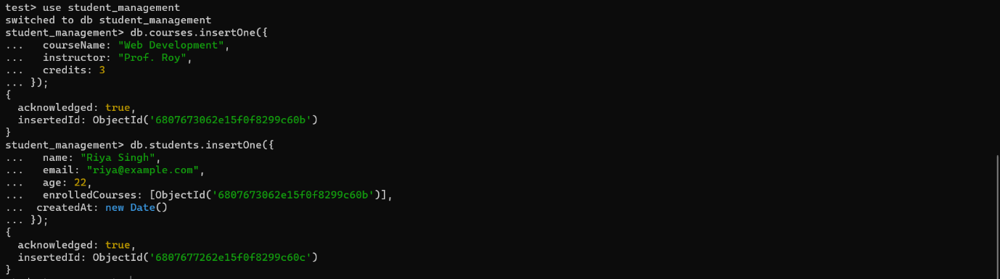 test> use student_management
switched to db student_management
student_management> db.courses.insertOne({
...   courseName: "Web Development",
...   instructor: "Prof. Roy",
...   credits: 3
... });
{
  acknowledged: true,
  insertedId: ObjectId('6807673062e15f0f8299c60b')
}
student_management> db.students.insertOne({
...   name: "Riya Singh",
...   email: "riya@example.com",
...   age: 22,
...   enrolledCourses: [ObjectId('6807673062e15f0f8299c60b')],
...  createdAt: new Date()
... });
{
  acknowledged: true,
  insertedId: ObjectId('6807677262e15f0f8299c60c')
}